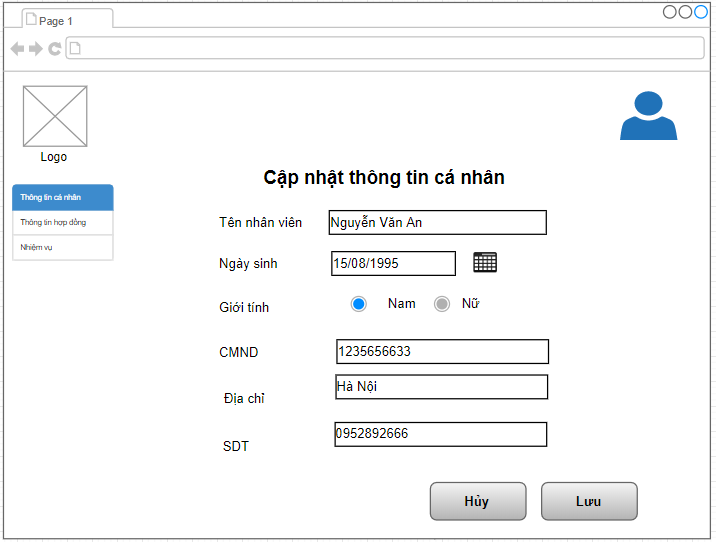 Page 1
Logo
Cập nhật thông tin cá nhân
Thông tin cá nhân
Thông tin hợp đồng
Nhiệm vụ
Tên nhân viên Nguyễn Văn An
Ngày sinh 15/08/1995
Giới tính Nam Nữ
CMND 1235656633
Địa chỉ Hà Nội
SDT 0952892666
Hủy Lưu